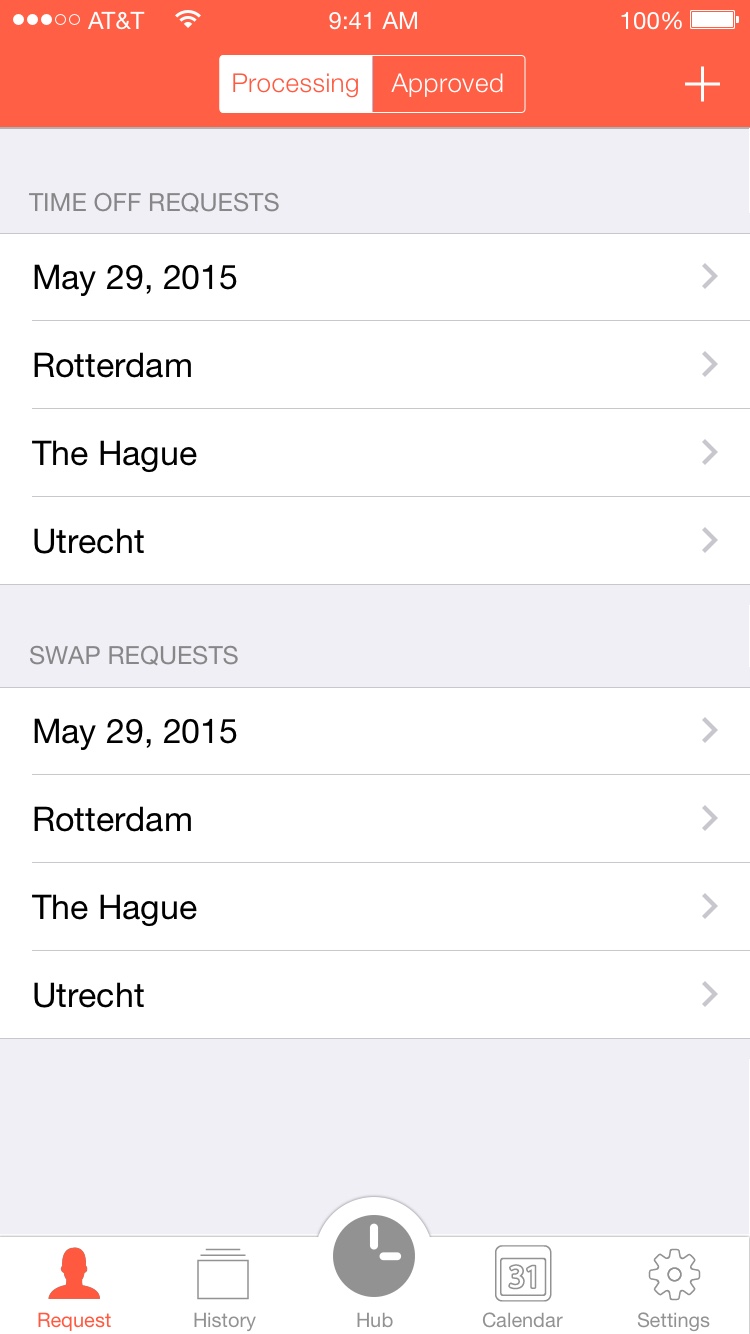 AT&T 9:41 AM 100%
Processing Approved
TIME OFF REQUESTS
May 29, 2015
Rotterdam
The Hague
Utrecht
SWAP REQUESTS
May 29, 2015
Rotterdam
The Hague
Utrecht
31
Request History Hub Calendar Settings